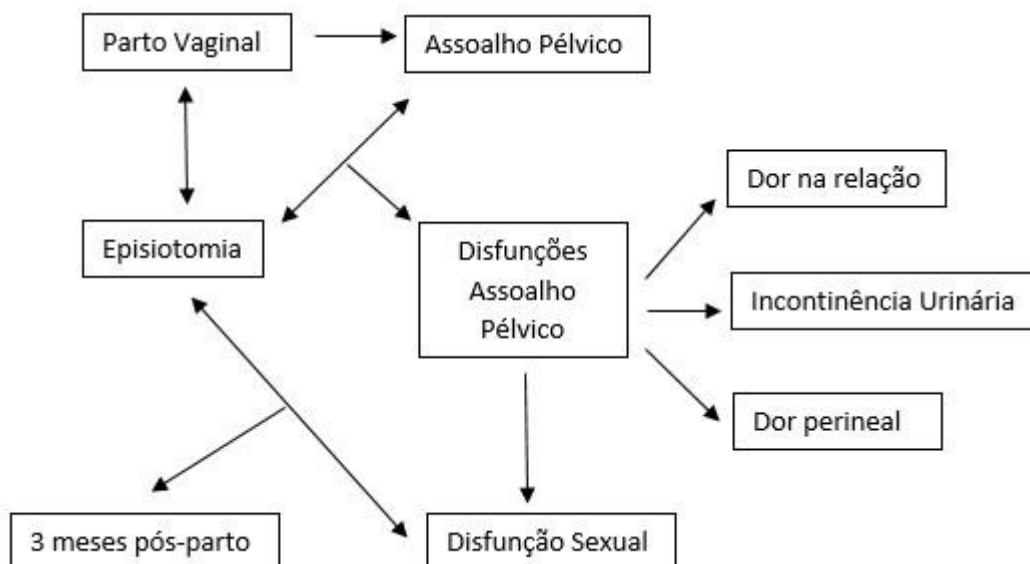 Parto Vaginal
Assoalho Pélvico
Dor na relação
Episiotomia
Disfunções
Assoalho
Pélvico
Incontinência Urinária
Dor perineal
3 meses pós-parto
Disfunção Sexual